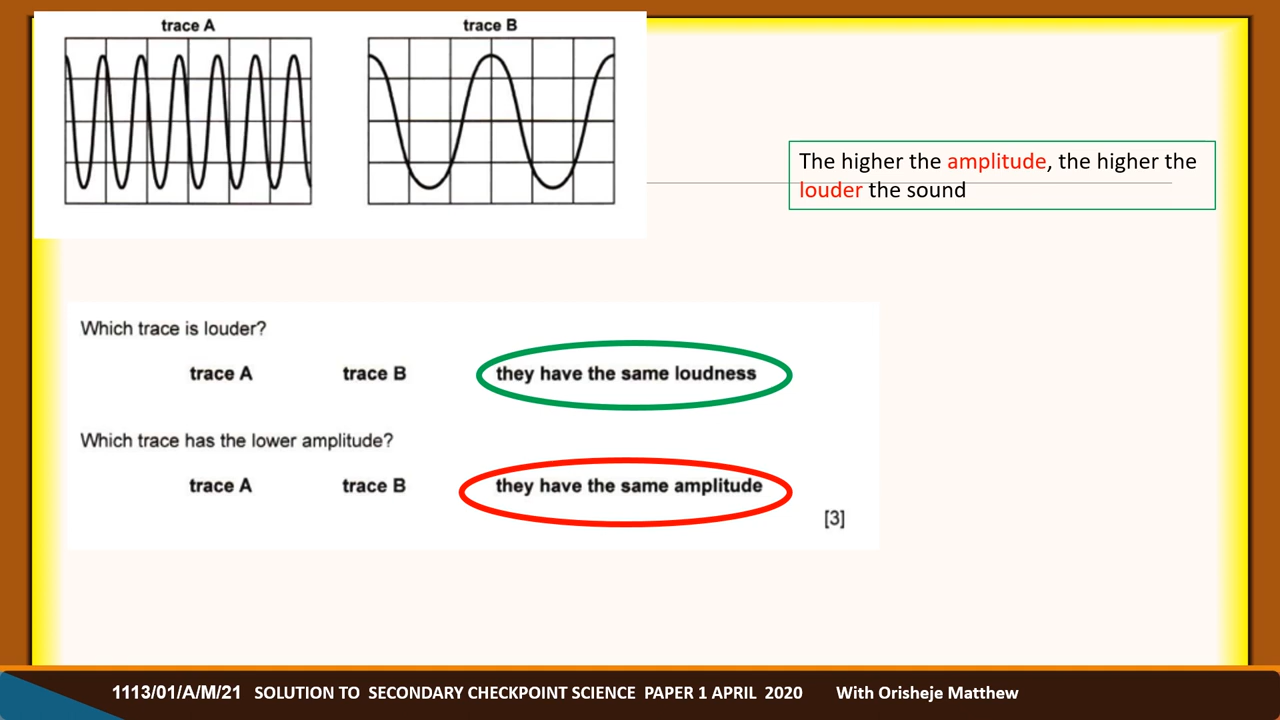 trace A
trace B
The higher the amplitude, the higher the
louder the sound
Which trace is louder?
trace A trace B they have the same loudness
Which trace has the lower amplitude?
trace A trace B they have the same amplitude
[3]
1113/01/A/M/21 SOLUTION TO SECONDARY CHECKPOINT SCIENCE PAPER 1 APRIL 2020 With Orisheje Matthew